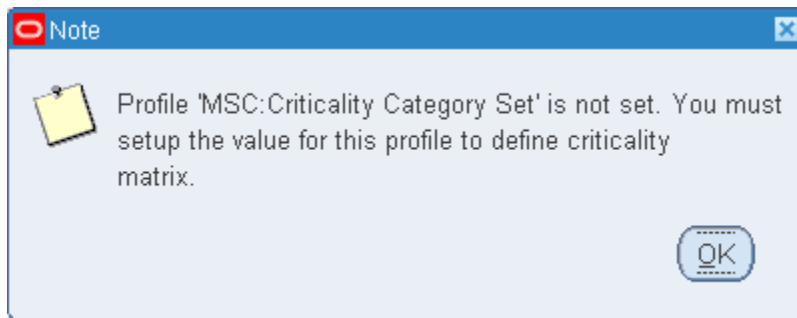 Note
Profile 'MSC:Criticality Category Set' is not set. You must
setup the value for this profile to define criticality
matrix.
OK